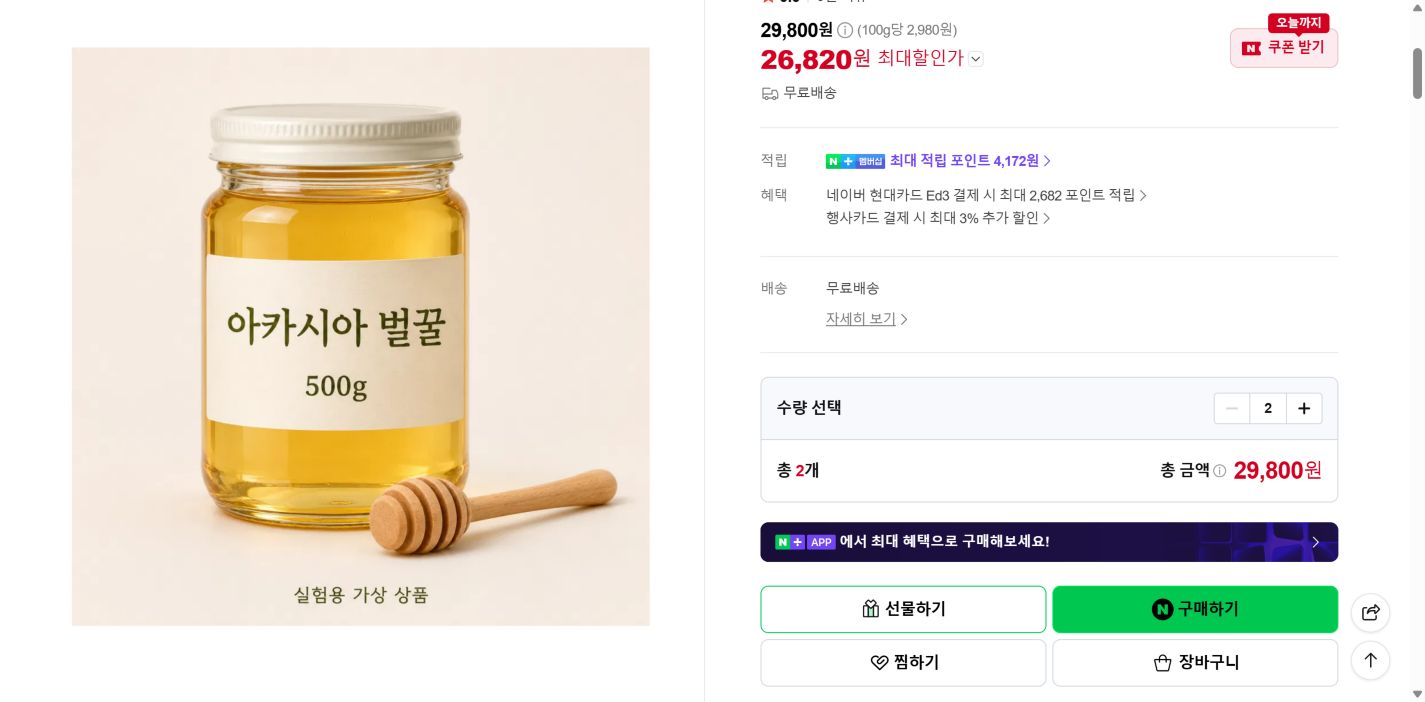 29,800원 (100g당 2,980원)
오늘까지
쿠폰 받기
26,820원 최대할인가
무료배송
적립 N+ 멤버십 최대 적립 포인트 4,172원
혜택 네이버 현대카드 Ed3 결제 시 최대 2,682 포인트 적립
행사카드 결제 시 최대 3% 추가 할인
배송 무료배송
자세히 보기
수량 선택 2
총 2개 총 금액 29,800원
N+ APP 에서 최대 혜택으로 구매해보세요!
선물하기 N 구매하기
찜하기 장바구니
아카시아 벌꿀
500g
실험용 가상 상품